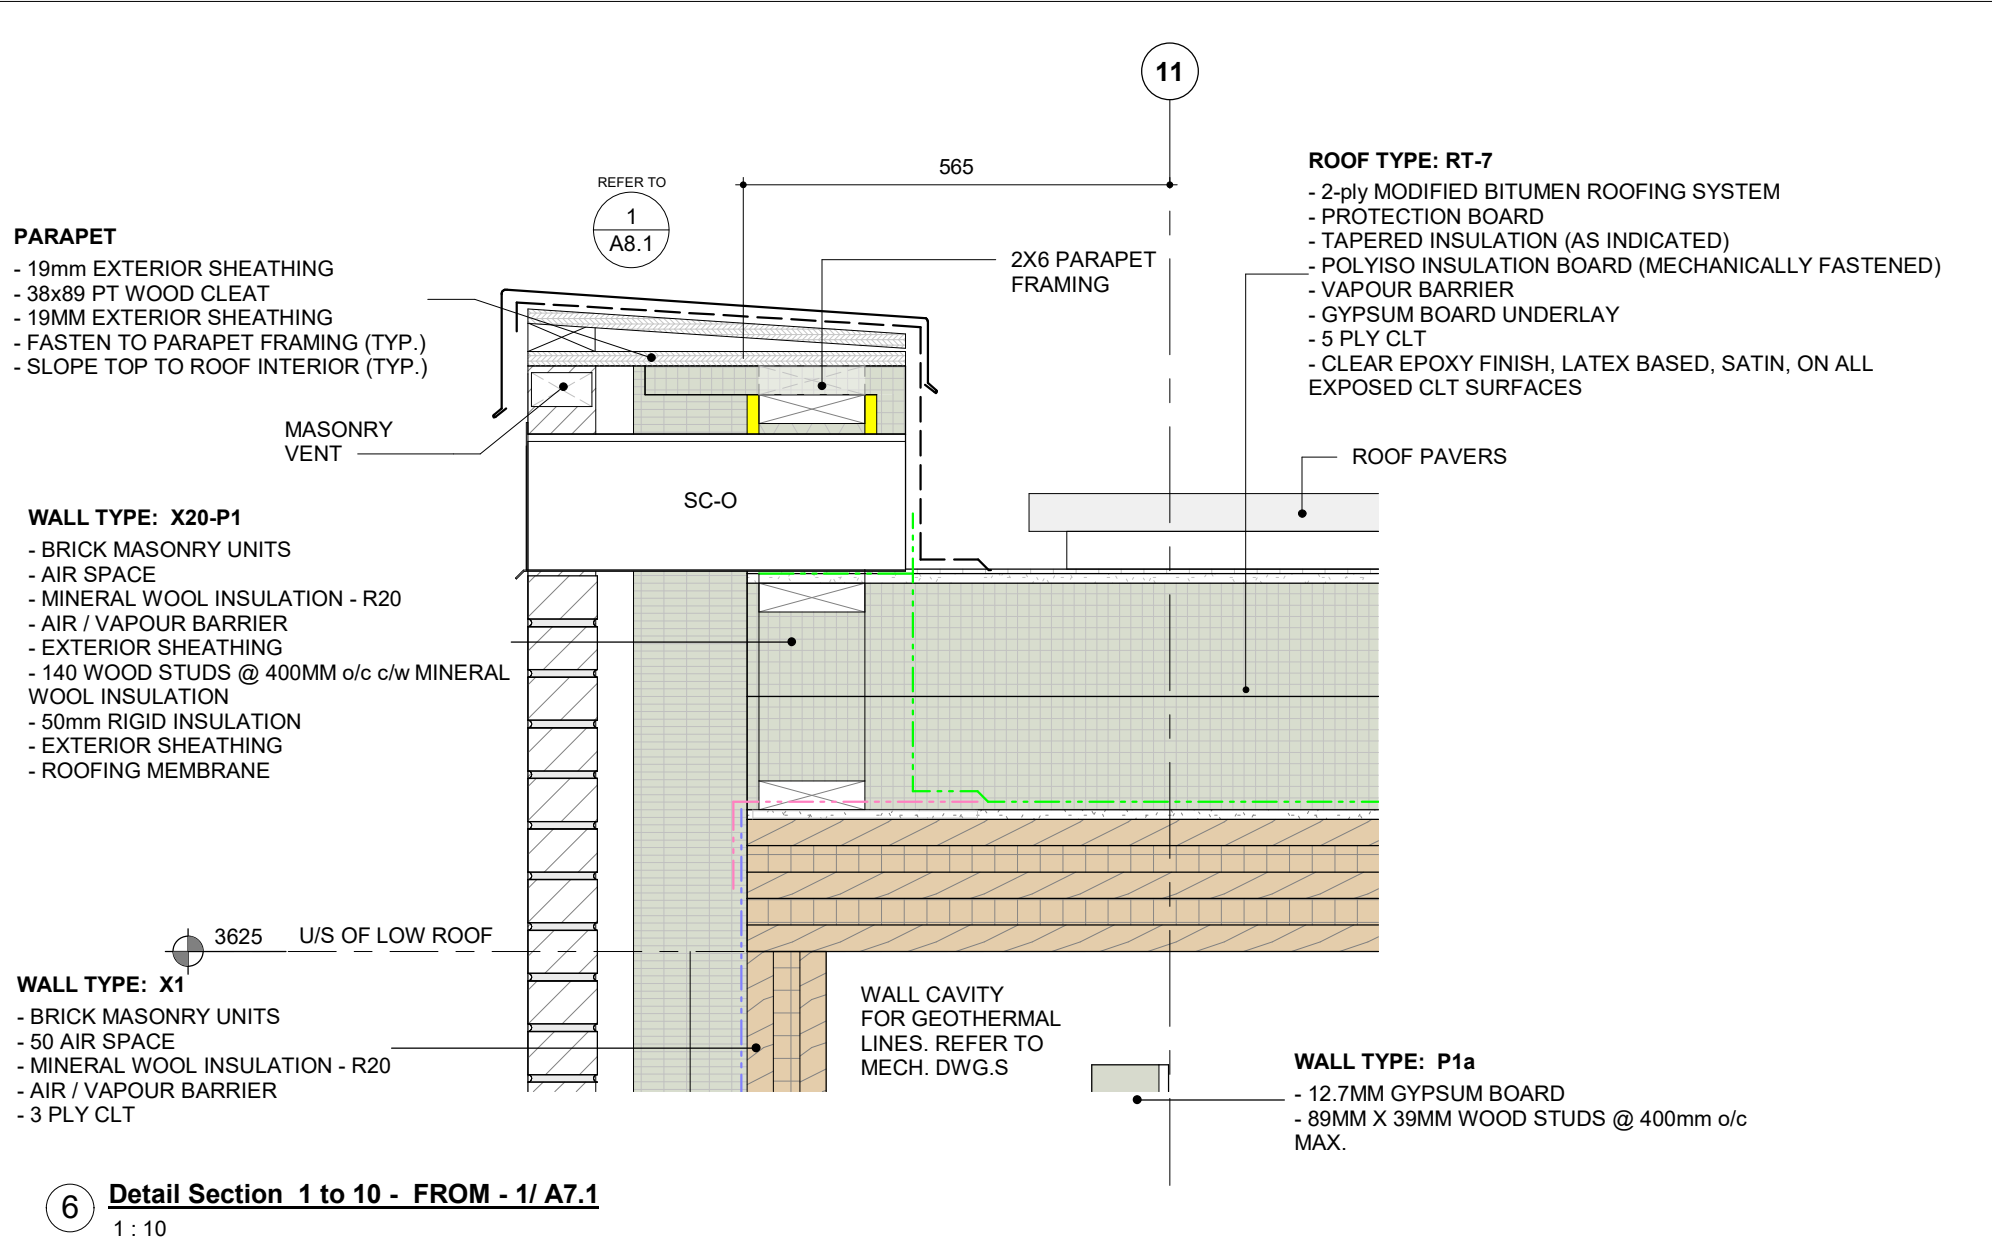 11
565
REFER TO
1
A8.1
PARAPET
- 19mm EXTERIOR SHEATHING
- 38x89 PT WOOD CLEAT
- 19MM EXTERIOR SHEATHING
- FASTEN TO PARAPET FRAMING (TYP.)
- SLOPE TOP TO ROOF INTERIOR (TYP.)
2X6 PARAPET
FRAMING
ROOF TYPE: RT-7
- 2-ply MODIFIED BITUMEN ROOFING SYSTEM
- PROTECTION BOARD
- TAPERED INSULATION (AS INDICATED)
- POLYISO INSULATION BOARD (MECHANICALLY FASTENED)
- VAPOUR BARRIER
- GYPSUM BOARD UNDERLAY
- 5 PLY CLT
- CLEAR EPOXY FINISH, LATEX BASED, SATIN, ON ALL
EXPOSED CLT SURFACES
MASONRY
VENT
ROOF PAVERS
SC-O
WALL TYPE: X20-P1
- BRICK MASONRY UNITS
- AIR SPACE
- MINERAL WOOL INSULATION - R20
- AIR / VAPOUR BARRIER
- EXTERIOR SHEATHING
- 140 WOOD STUDS @ 400MM o/c c/w MINERAL
WOOL INSULATION
- 50mm RIGID INSULATION
- EXTERIOR SHEATHING
- ROOFING MEMBRANE
3625 U/S OF LOW ROOF
WALL TYPE: X1
- BRICK MASONRY UNITS
- 50 AIR SPACE
- MINERAL WOOL INSULATION - R20
- AIR / VAPOUR BARRIER
- 3 PLY CLT
WALL CAVITY
FOR GEOTHERMAL
LINES. REFER TO
MECH. DWG.S
WALL TYPE: P1a
- 12.7MM GYPSUM BOARD
- 89MM X 39MM WOOD STUDS @ 400mm o/c
MAX.
6
Detail Section 1 to 10 - FROM - 1/ A7.1
1 : 10